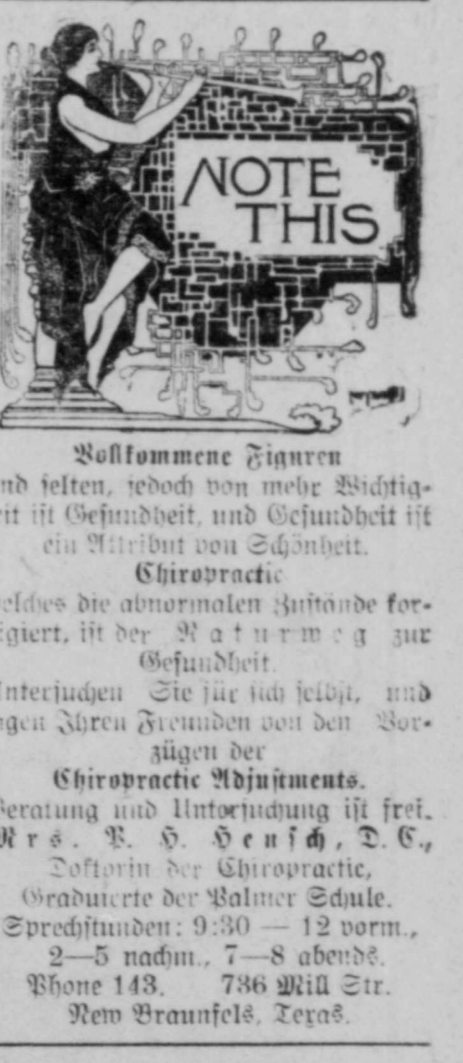 NOTE
THIS
Vollkommene Figuren
nd selten, jedoch von mehr Wichtig-
eit ist Gesundheit, und Gesundheit ist
ein Attribut von Schönheit.
Chiropractic
elches die abnormalen Zustände kor-
igiert, ist der Naturweg zur
Gesundheit.
ntersuchen Sie für sich selbst, und
gen Ihren Freunden von den Vor-
zügen der
Chiropractic Adjustments.
Beratung und Untersuchung ist frei.
Mrs. P. H. Hensch, D. C.,
Doktorin der Chiropractic,
Graduierte der Palmer Schule.
Sprechstunden: 9:30 — 12 vorm.,
2—5 nachm., 7—8 abends.
Phone 143. 736 Mill Str.
New Braunfels, Texas.